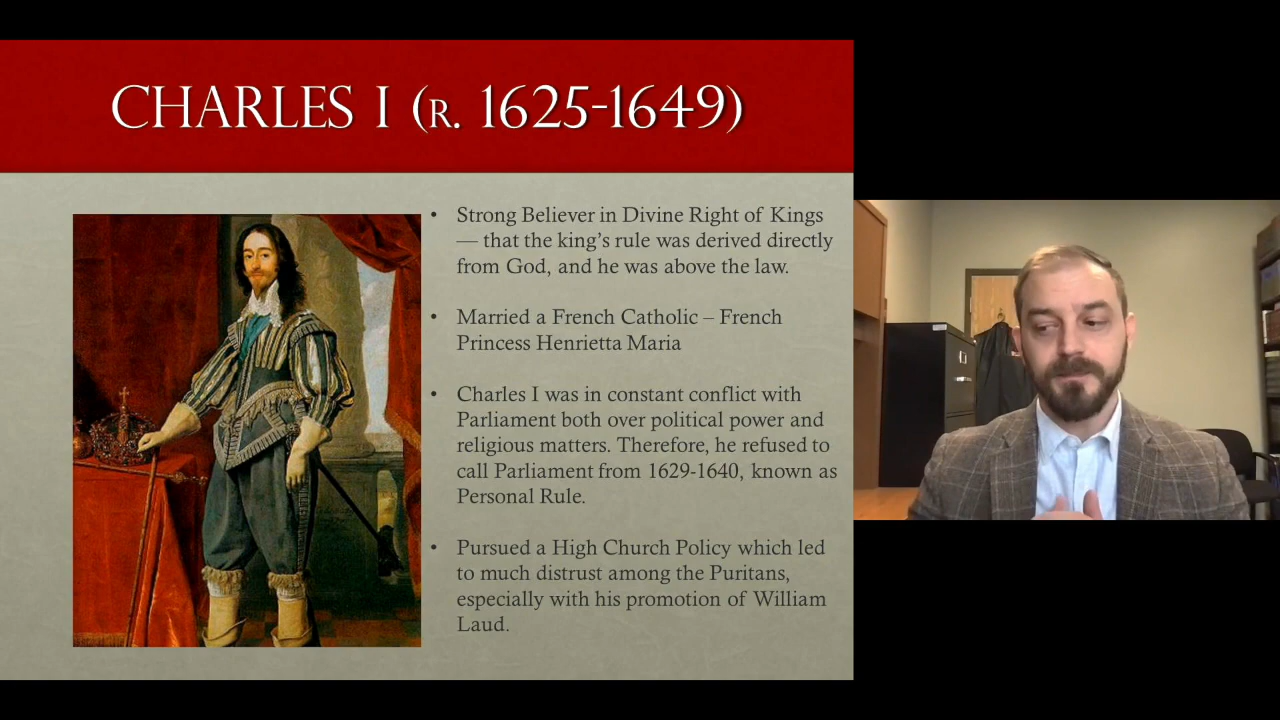 CHARLES I (R. 1625-1649)
• Strong Believer in Divine Right of Kings
— that the king's rule was derived directly
from God, and he was above the law.
• Married a French Catholic – French
Princess Henrietta Maria
• Charles I was in constant conflict with
Parliament both over political power and
religious matters. Therefore, he refused to
call Parliament from 1629-1640, known as
Personal Rule.
• Pursued a High Church Policy which led
to much distrust among the Puritans,
especially with his promotion of William
Laud.